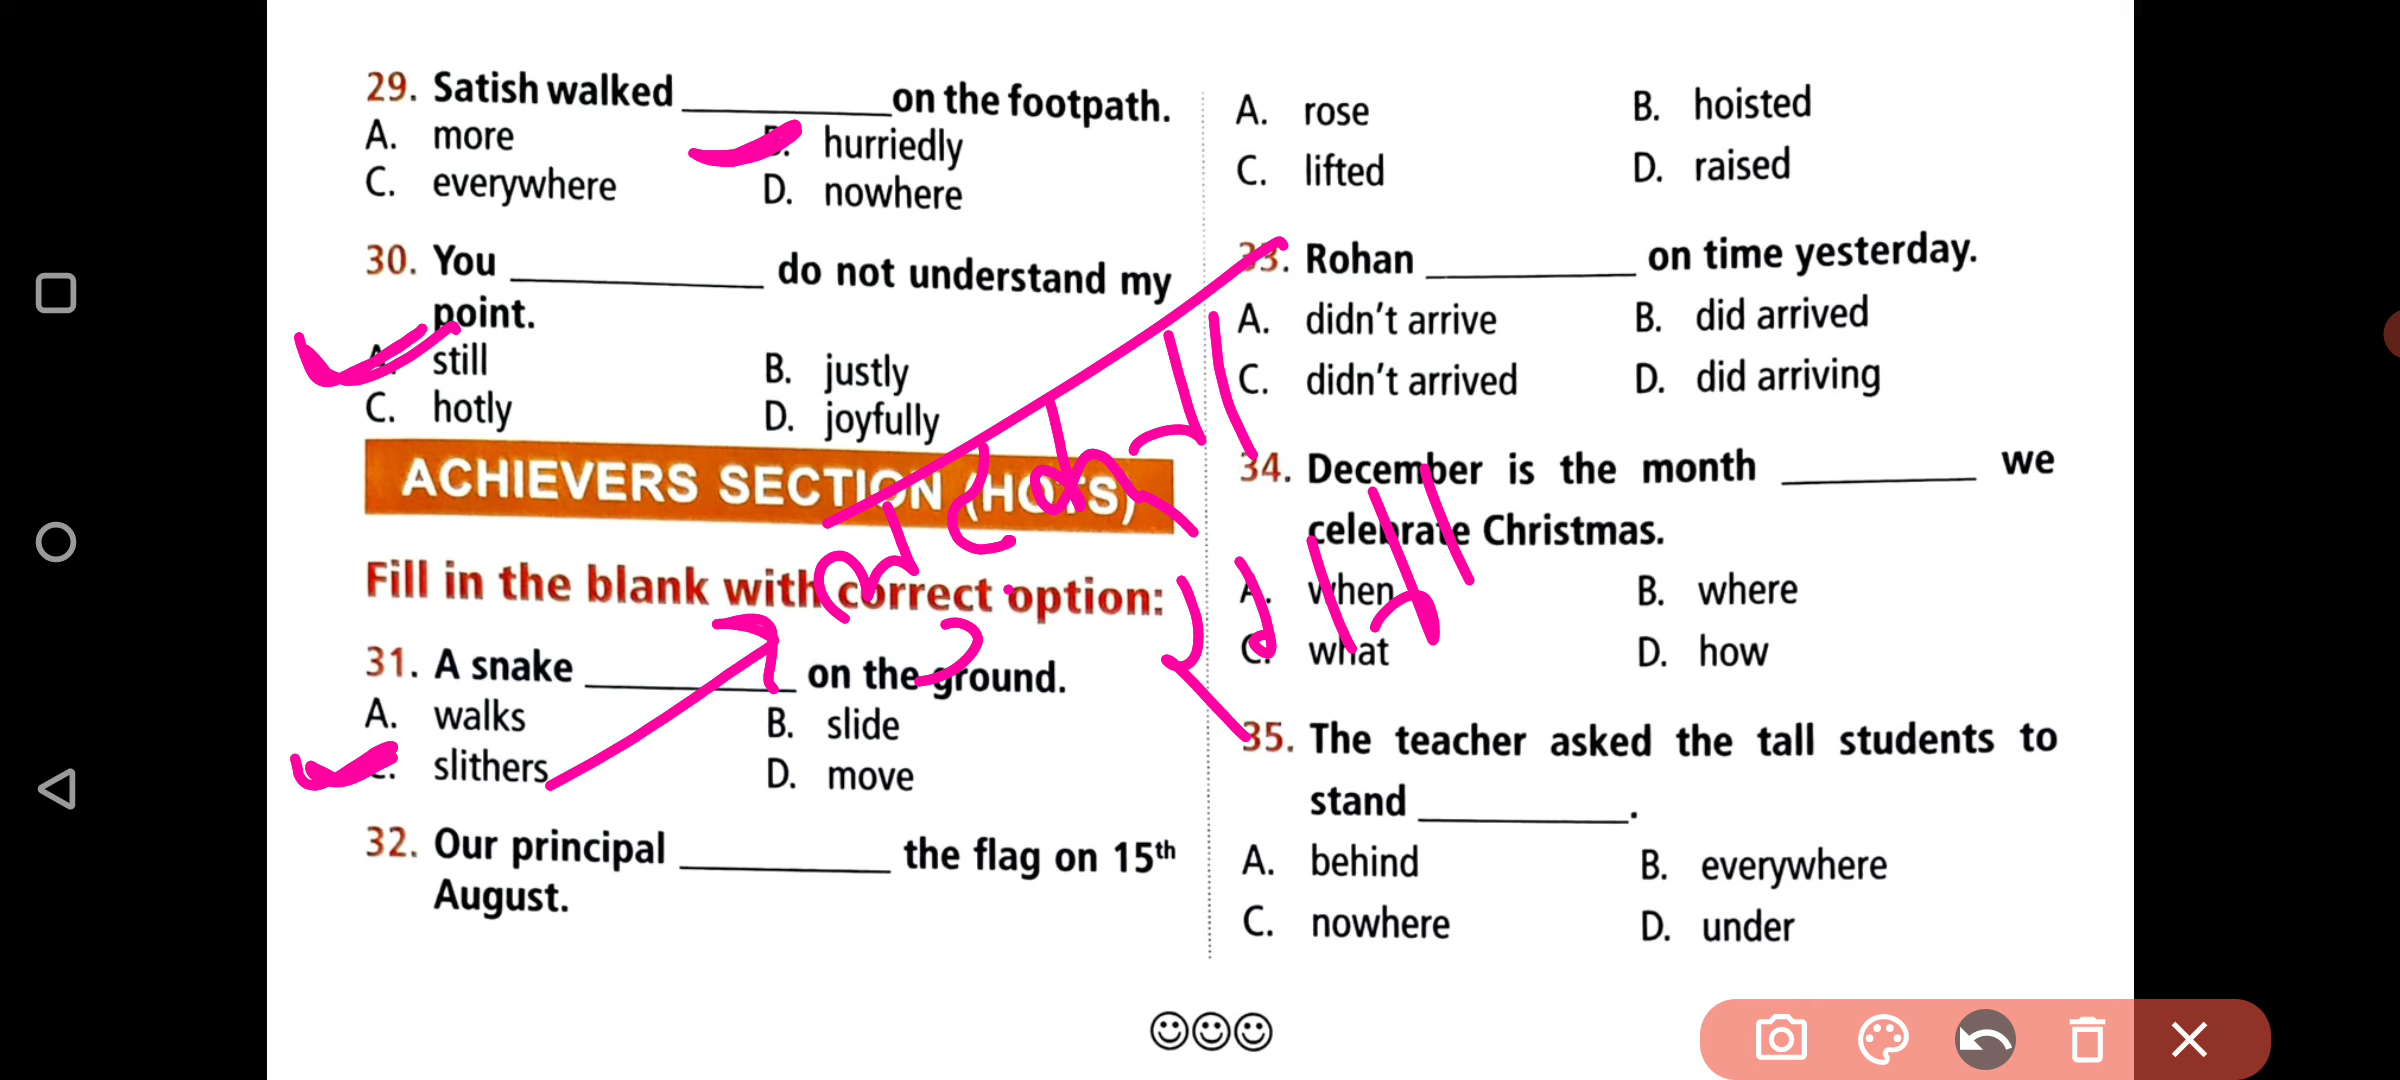 29. Satish walked __________ on the footpath.
A. more B. hurriedly
C. everywhere D. nowhere
30. You __________ do not understand my
point.
A. still B. justly
C. hotly D. joyfully
ACHIEVERS SECTION (HOTS)
Fill in the blank with correct option:
31. A snake __________ on the ground.
A. walks B. slide
C. slithers D. move
32. Our principal __________ the flag on 15th
August.
A. rose B. hoisted
C. lifted D. raised
33. Rohan __________ on time yesterday.
A. didn't arrive B. did arrived
C. didn't arrived D. did arriving
34. December is the month __________ we
celebrate Christmas.
A. when B. where
C. what D. how
35. The teacher asked the tall students to
stand __________.
A. behind B. everywhere
C. nowhere D. under